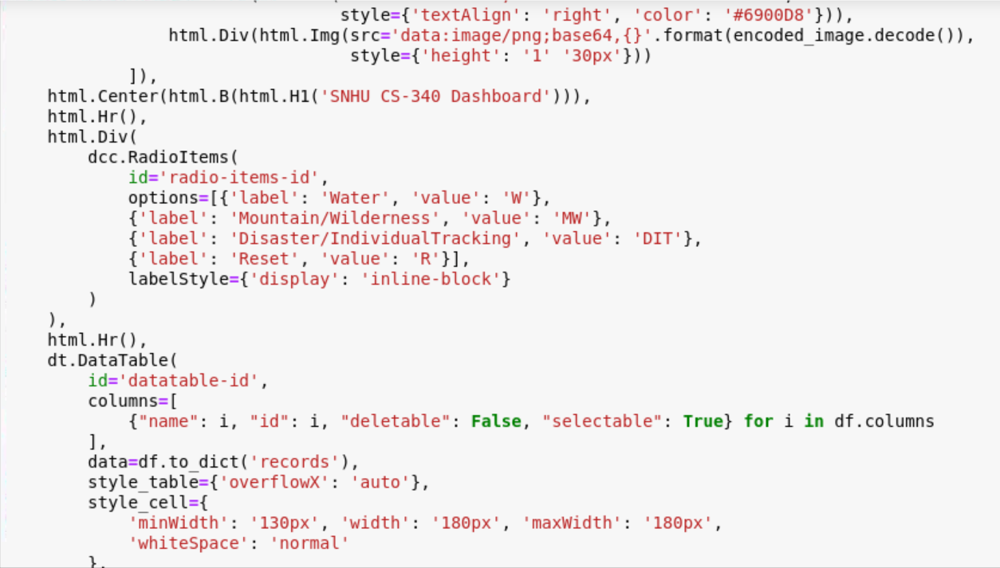 style={'textAlign': 'right', 'color': '#6900D8'})),
html.Div(html.Img(src='data:image/png;base64,{}'.format(encoded_image.decode()),
style={'height': '1' '30px'}))
]),
html.Center(html.B(html.H1('SNHU CS-340 Dashboard'))),
html.Hr(),
html.Div(
dcc.RadioItems(
id='radio-items-id',
options=[{'label': 'Water', 'value': 'W'},
{'label': 'Mountain/Wilderness', 'value': 'MW'},
{'label': 'Disaster/IndividualTracking', 'value': 'DIT'},
{'label': 'Reset', 'value': 'R'}],
labelStyle={'display': 'inline-block'}
)
),
html.Hr(),
dt.DataTable(
id='datatable-id',
columns=[
{"name": i, "id": i, "deletable": False, "selectable": True} for i in df.columns
],
data=df.to_dict('records'),
style_table={'overflowX': 'auto'},
style_cell={
'minWidth': '130px', 'width': '180px', 'maxWidth': '180px',
'whiteSpace': 'normal'
},